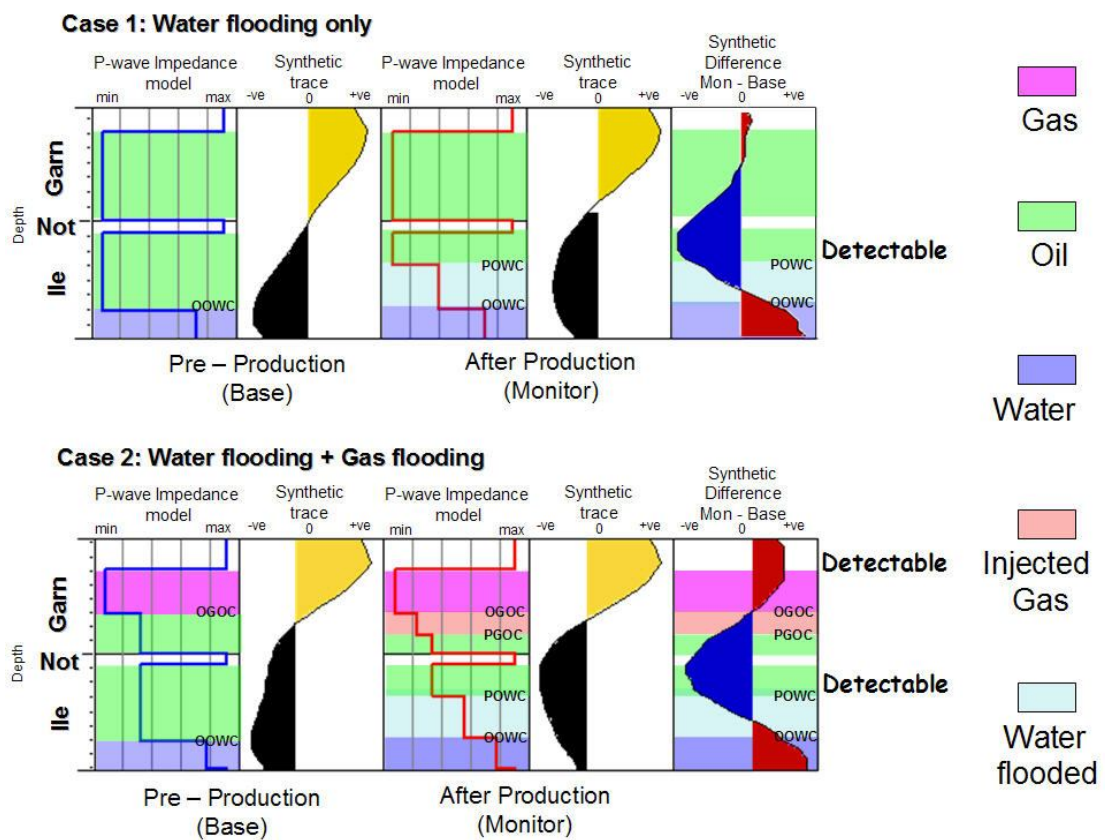 Case 1: Water flooding only
P-wave Impedance
model
min max
Synthetic
trace
-ve 0 +ve
P-wave Impedance
model
min max
Synthetic
trace
-ve 0 +ve
Synthetic
Difference
Mon - Base
-ve 0 +ve
Depth
Garn
Not
Ile
OOWC
POWC
OOWC
POWC
OOWC
Detectable
Pre – Production
(Base)
After Production
(Monitor)
Case 2: Water flooding + Gas flooding
P-wave Impedance
model
min max
Synthetic
trace
-ve 0 +ve
P-wave Impedance
model
min max
Synthetic
trace
-ve 0 +ve
Synthetic
Difference
Mon - Base
-ve 0 +ve
Depth
Garn
Not
Ile
OGOC
OOWC
OGOC
PGOC
POWC
OOWC
OGOC
PGOC
POWC
OOWC
Detectable
Detectable
Pre – Production
(Base)
After Production
(Monitor)
Gas
Oil
Water
Injected
Gas
Water
flooded